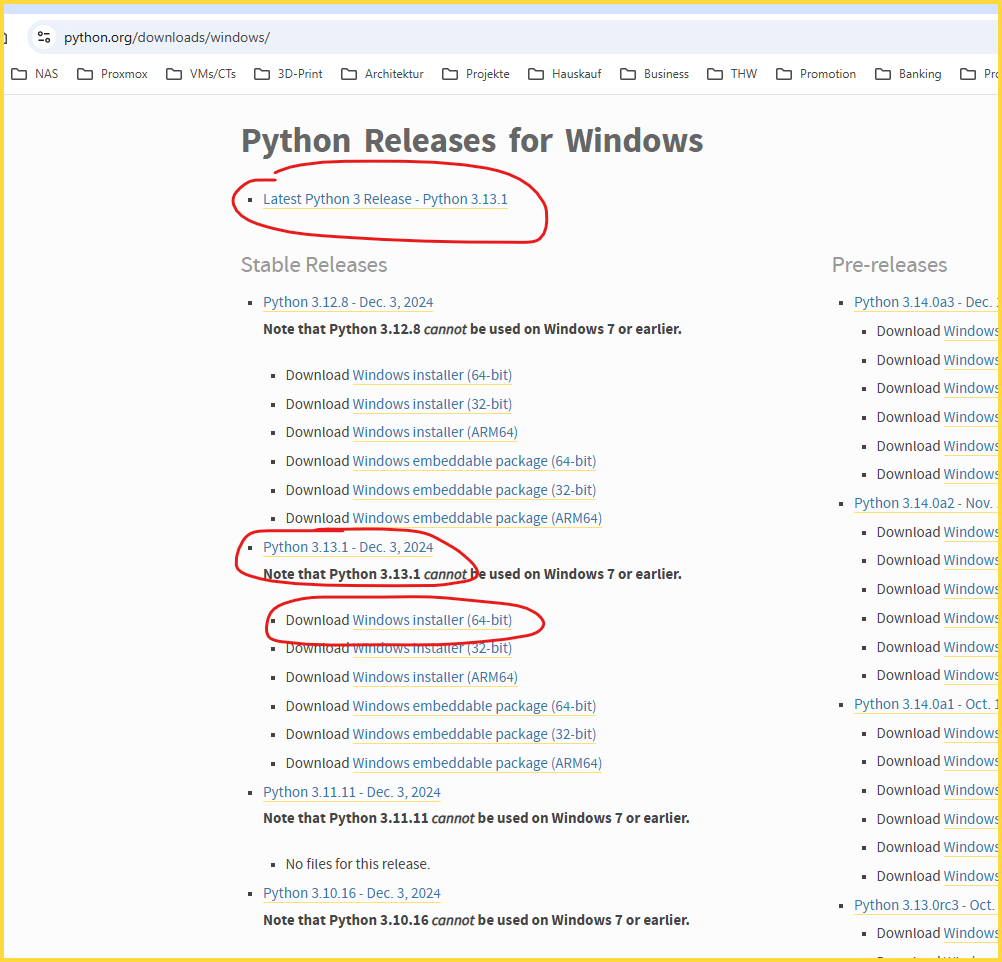 python.org/downloads/windows/
NAS Proxmox VMs/CTs 3D-Print Architektur Projekte Hauskauf Business THW Promotion Banking
Python Releases for Windows
Latest Python 3 Release - Python 3.13.1
Stable Releases
Python 3.12.8 - Dec. 3, 2024
Note that Python 3.12.8 cannot be used on Windows 7 or earlier.
Download Windows installer (64-bit)
Download Windows installer (32-bit)
Download Windows installer (ARM64)
Download Windows embeddable package (64-bit)
Download Windows embeddable package (32-bit)
Download Windows embeddable package (ARM64)
Python 3.13.1 - Dec. 3, 2024
Note that Python 3.13.1 cannot be used on Windows 7 or earlier.
Download Windows installer (64-bit)
Download Windows installer (32-bit)
Download Windows installer (ARM64)
Download Windows embeddable package (64-bit)
Download Windows embeddable package (32-bit)
Download Windows embeddable package (ARM64)
Python 3.11.11 - Dec. 3, 2024
Note that Python 3.11.11 cannot be used on Windows 7 or earlier.
No files for this release.
Python 3.10.16 - Dec. 3, 2024
Note that Python 3.10.16 cannot be used on Windows 7 or earlier.
Pre-releases
Python 3.14.0a3 - Dec.
Download Windows
Download Windows
Download Windows
Download Windows
Download Windows
Download Windows
Python 3.14.0a2 - Nov.
Download Windows
Download Windows
Download Windows
Download Windows
Download Windows
Download Windows
Python 3.14.0a1 - Oct.
Download Windows
Download Windows
Download Windows
Download Windows
Download Windows
Download Windows
Python 3.13.0rc3 - Oct.
Download Windows